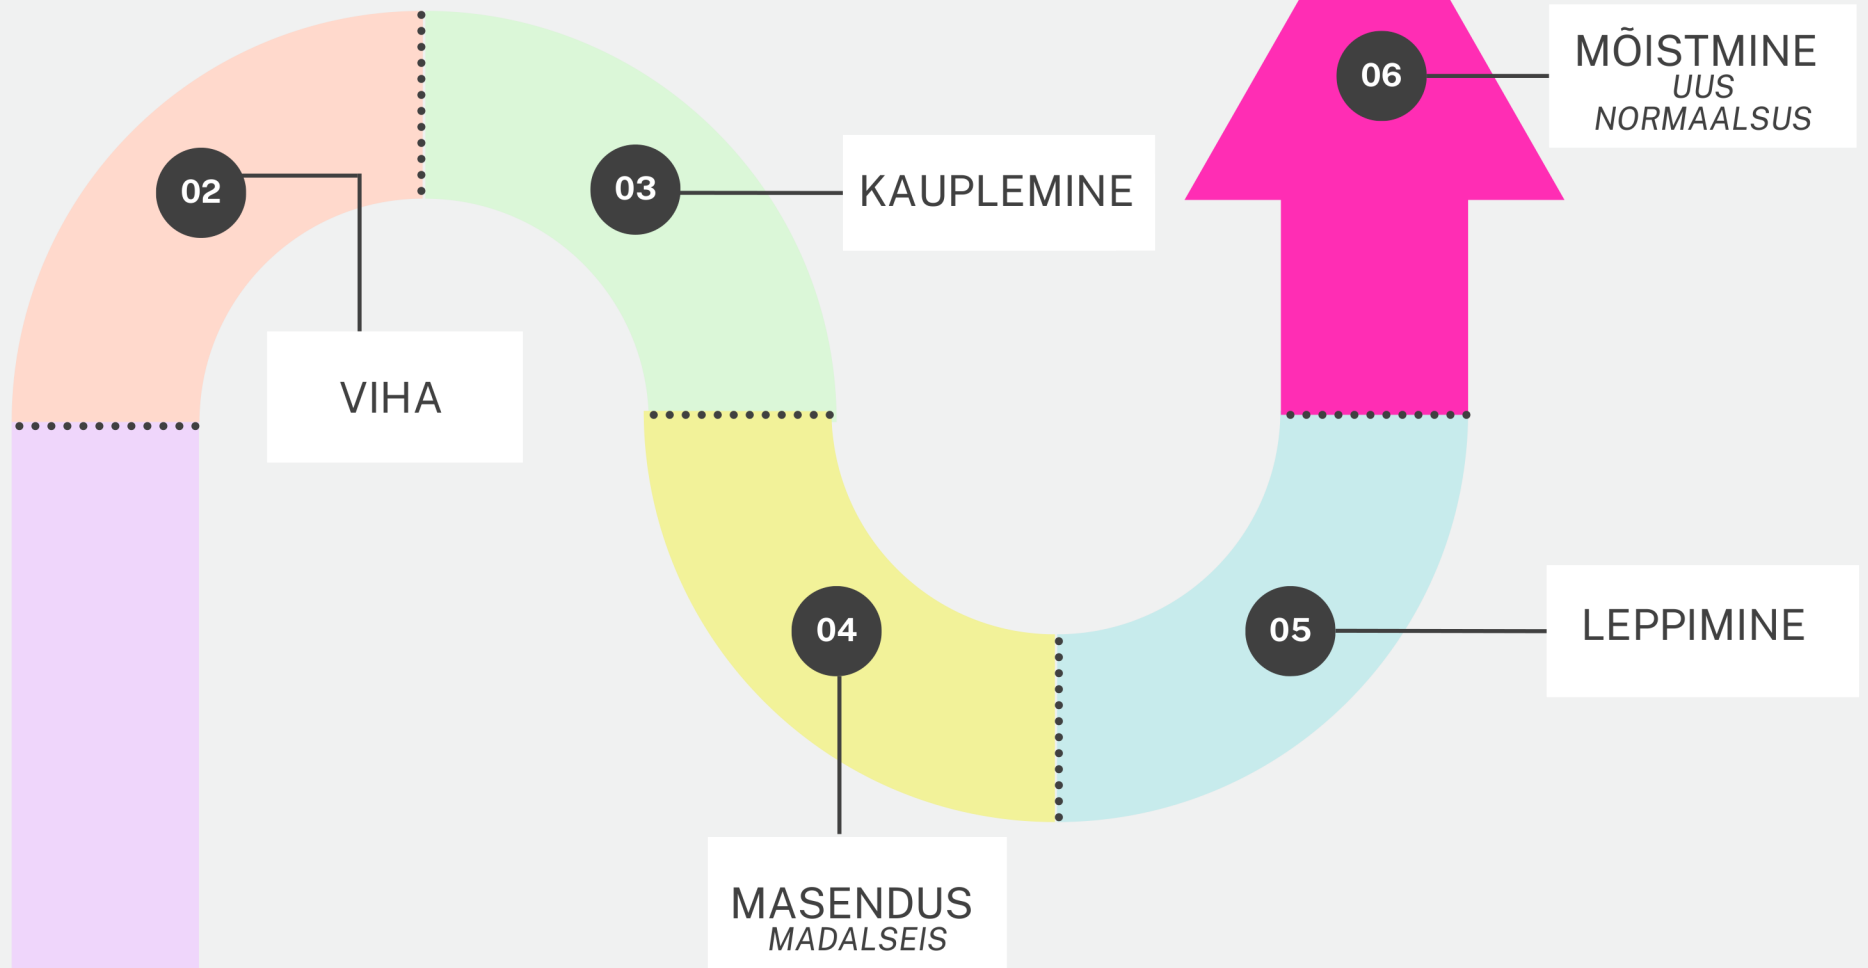 02
VIHA
03
KAUPLEMINE
04
MASENDUS
MADALSEIS
05
LEPPIMINE
06
MÕISTMINE
UUS
NORMAALSUS